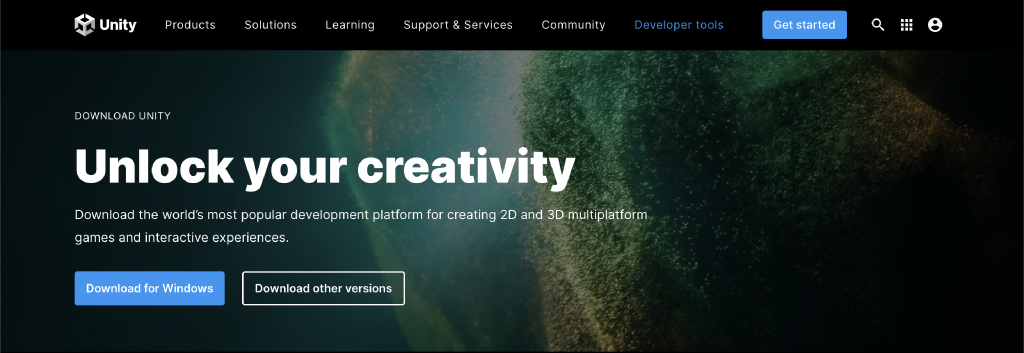 Unity Products Solutions Learning Support & Services Community Developer tools Get started
DOWNLOAD UNITY
Unlock your creativity
Download the world's most popular development platform for creating 2D and 3D multiplatform
games and interactive experiences.
Download for Windows Download other versions